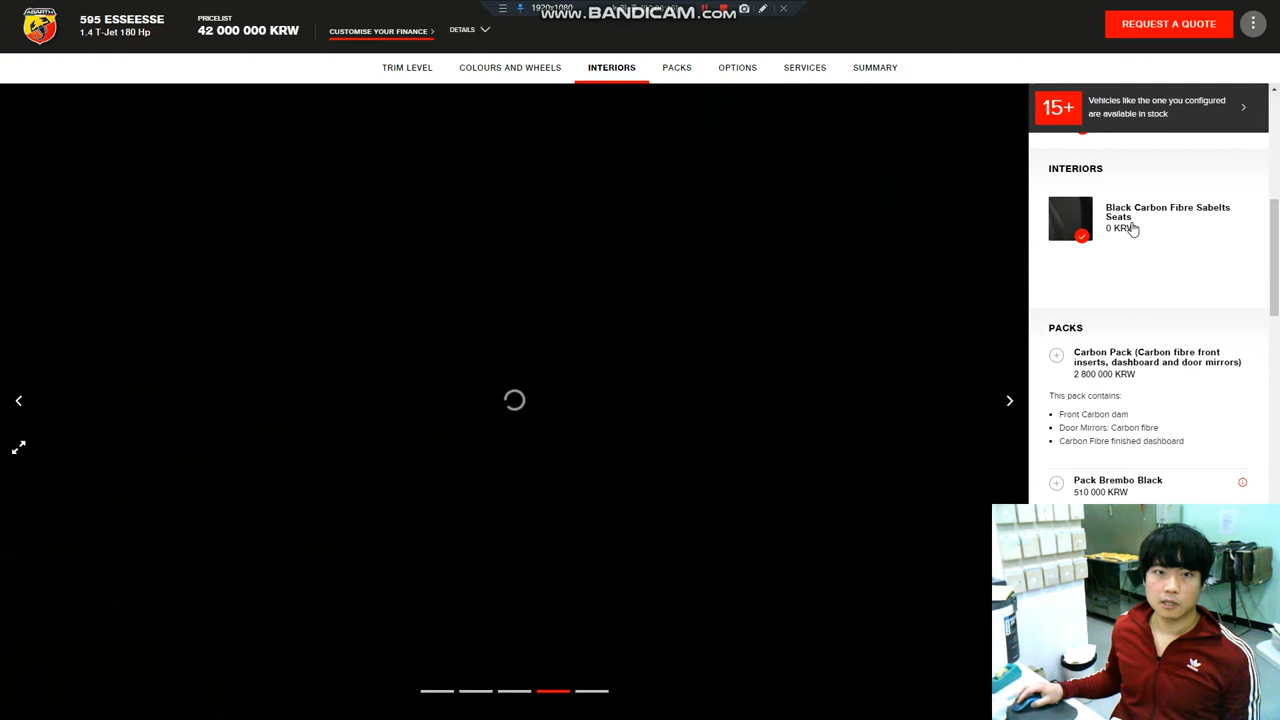 1920x1080
www.BANDICAM.com
595 ESSEESSE
1.4 T-Jet 180 Hp
PRICELIST
42 000 000 KRW
CUSTOMISE YOUR FINANCE
DETAILS
REQUEST A QUOTE
TRIM LEVEL
COLOURS AND WHEELS
INTERIORS
PACKS
OPTIONS
SERVICES
SUMMARY
15+
Vehicles like the one you configured
are available in stock
INTERIORS
Black Carbon Fibre Sabelts
Seats
0 KRW
PACKS
Carbon Pack (Carbon fibre front
inserts, dashboard and door mirrors)
2 800 000 KRW
This pack contains:
• Front Carbon dam
• Door Mirrors: Carbon fibre
• Carbon Fibre finished dashboard
Pack Brembo Black
510 000 KRW